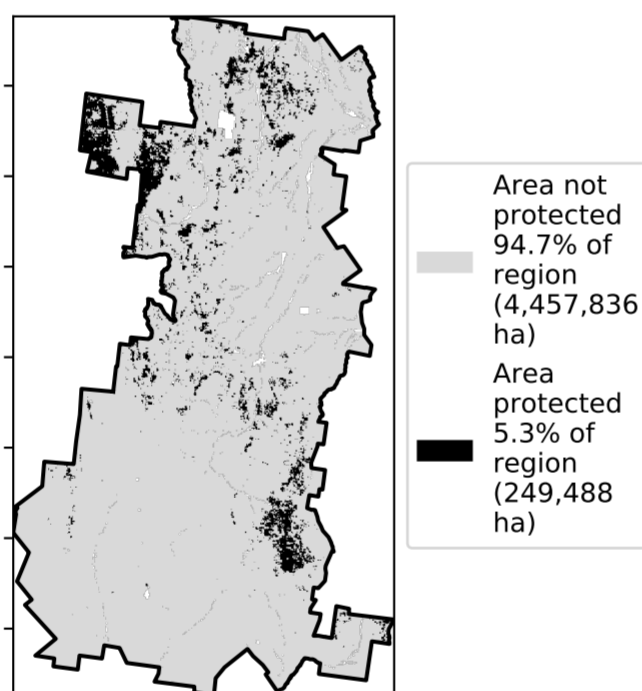 Area not
protected
94.7% of
region
(4,457,836
ha)
Area
protected
5.3% of
region
(249,488
ha)